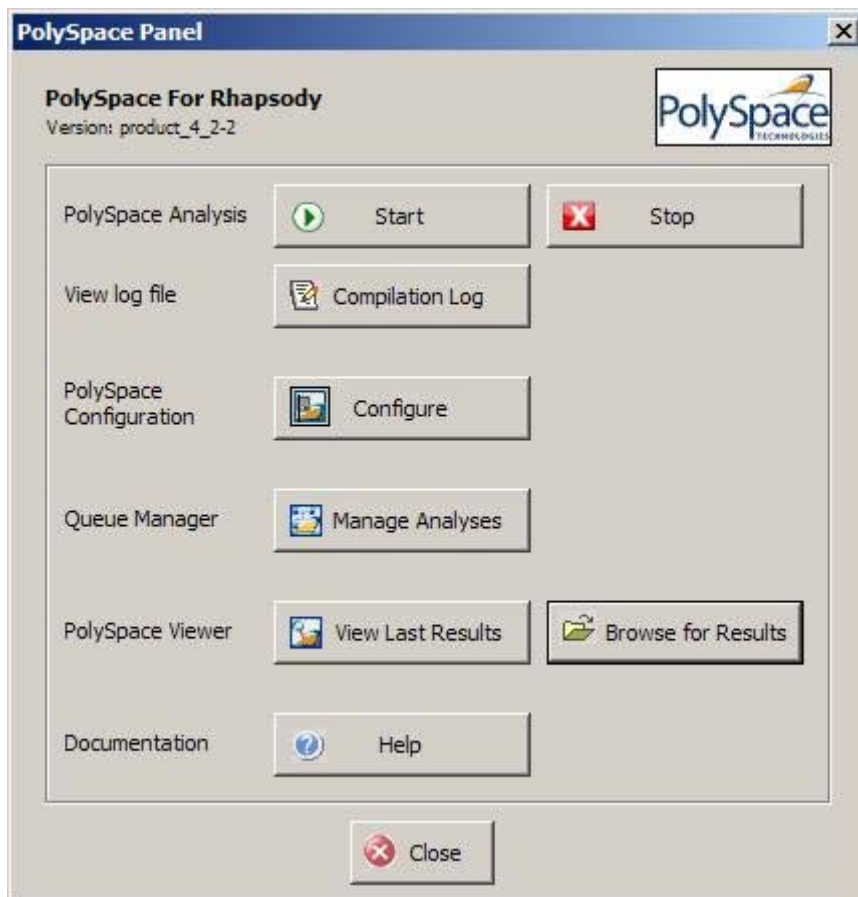 PolySpace Panel
PolySpace For Rhapsody
Version: product_4_2-2
PolySpace
TECHNOLOGIES
PolySpace Analysis
Start
Stop
View log file
Compilation Log
PolySpace
Configuration
Configure
Queue Manager
Manage Analyses
PolySpace Viewer
View Last Results
Browse for Results
Documentation
Help
Close